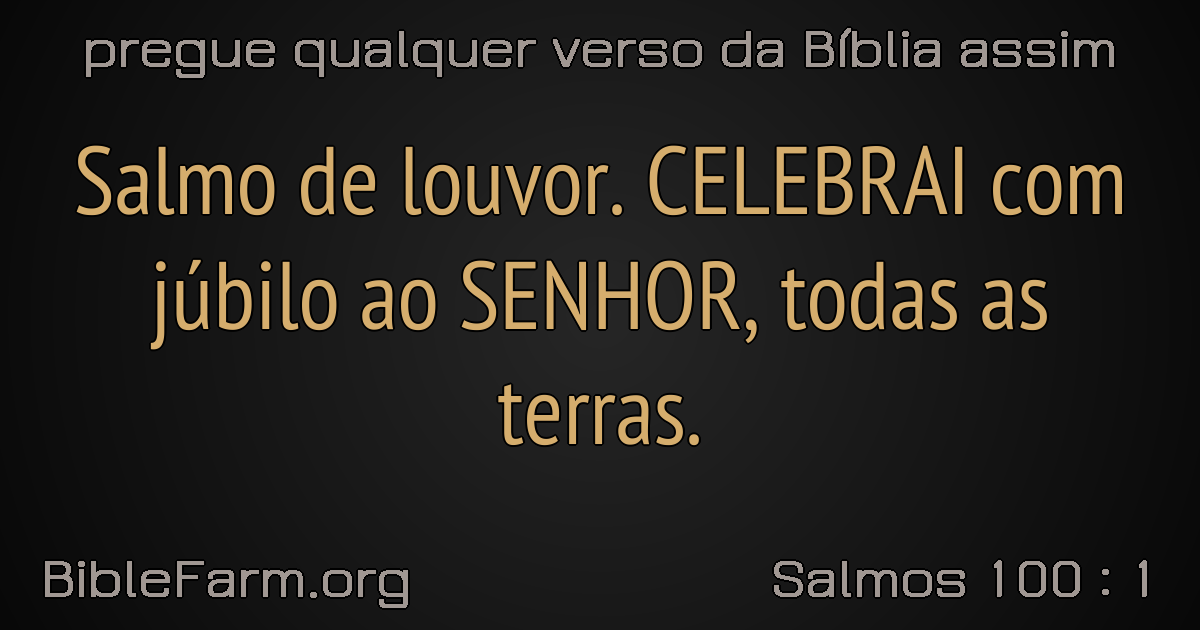 pregue qualquer verso da Bíblia assim
Salmo de louvor. CELEBRAI com
júbilo ao SENHOR, todas as
terras.
BibleFarm.org
Salmos 100 : 1